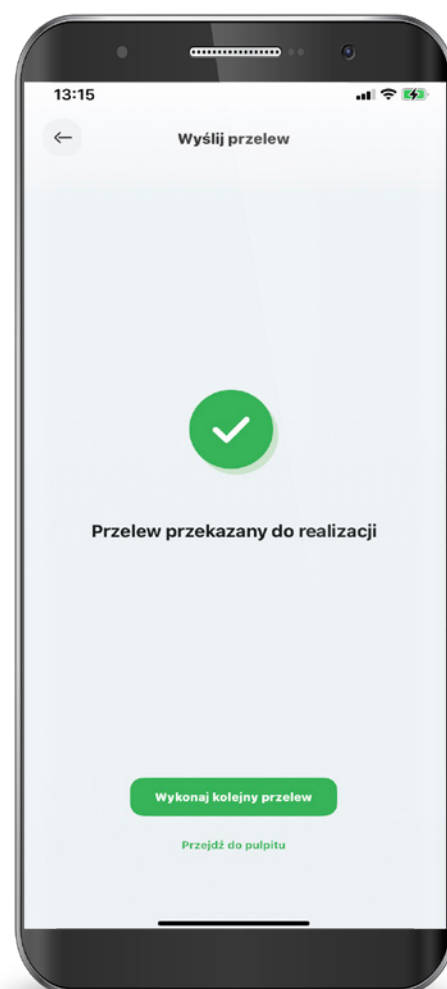 13:15
Wyślij przelew
Przelew przekazany do realizacji
Wykonaj kolejny przelew
Przejdź do pulpitu